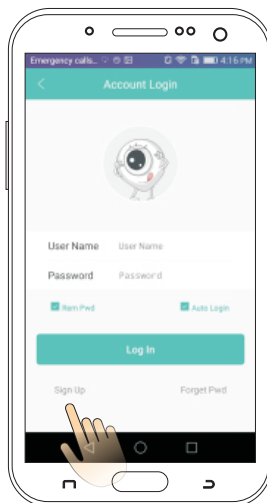 Emergency calls... 4:16 PM
Account Login
User Name User Name
Password Password
Rem Pwd Auto Login
Log In
Sign Up Forget Pwd